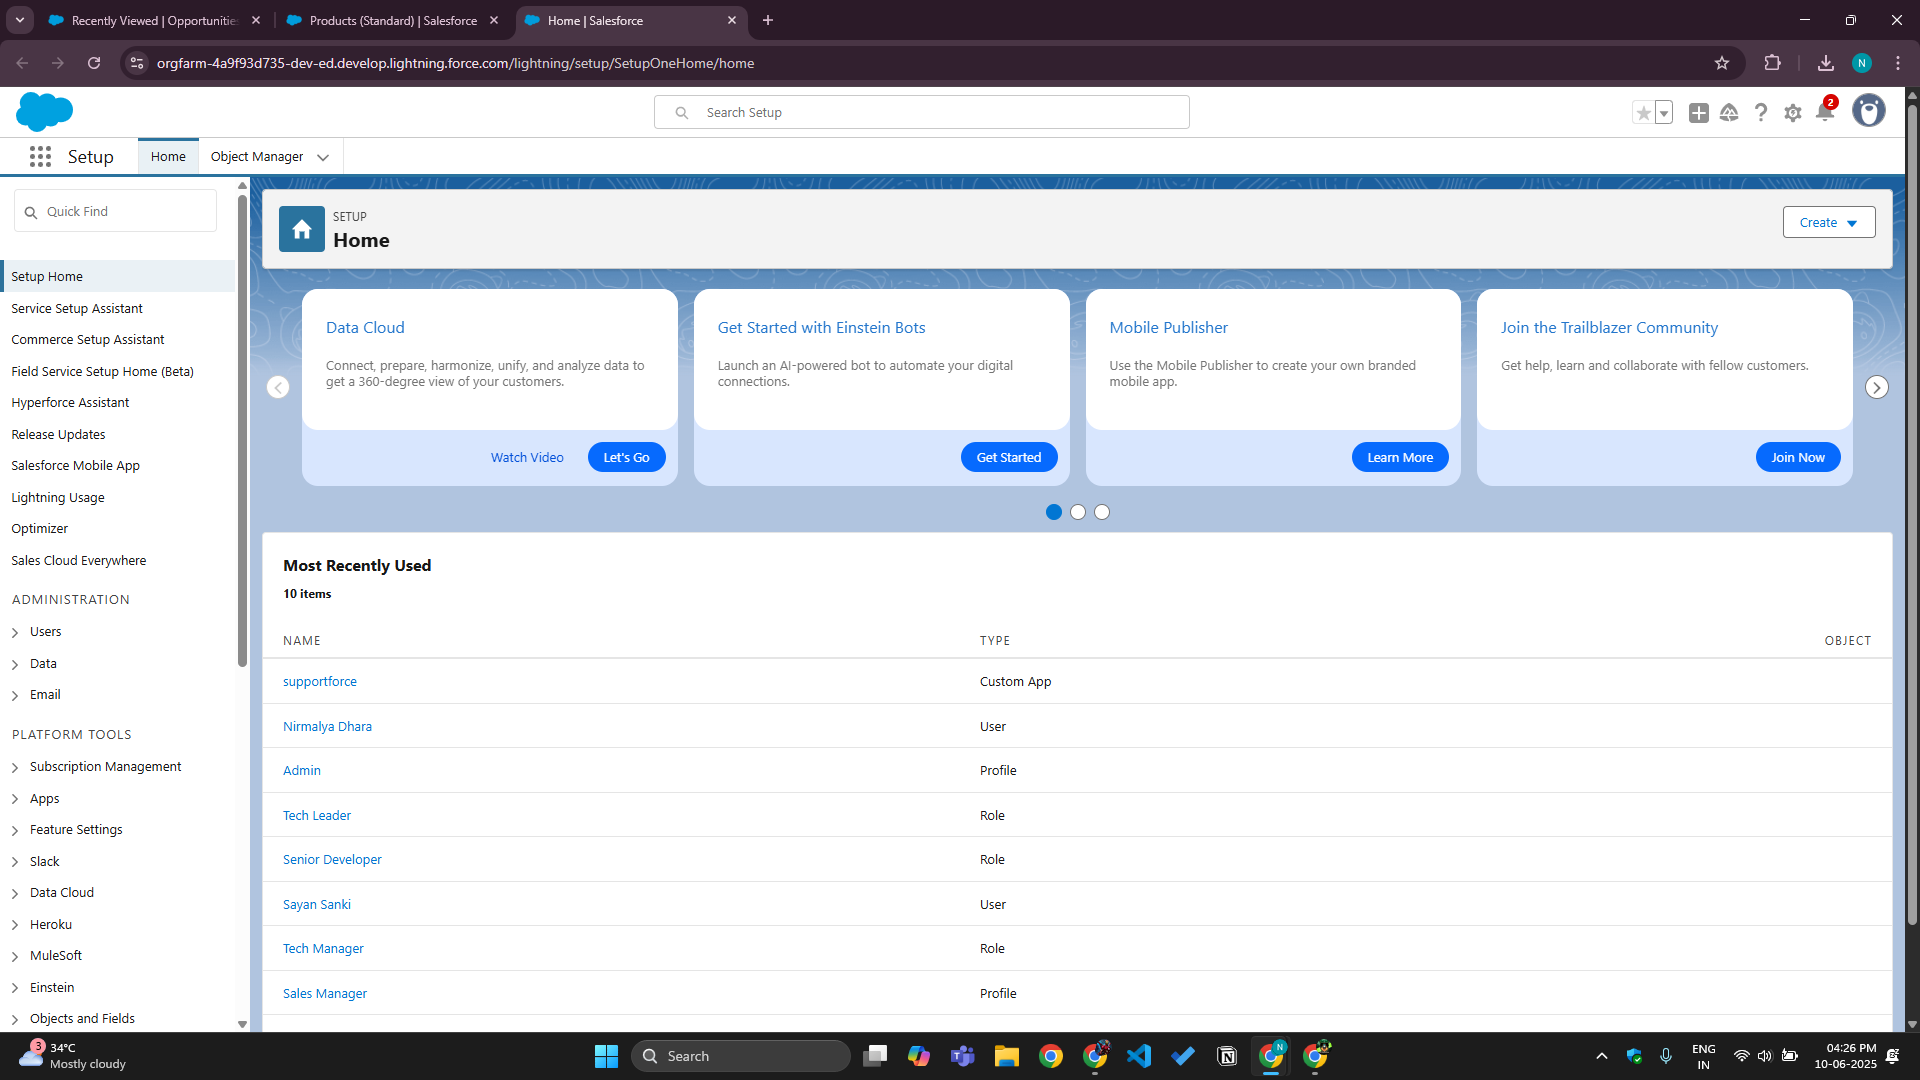 Recently Viewed | Opportunities
Products (Standard) | Salesforce
Home | Salesforce
orgfarm-4a9f93d735-dev-ed.develop.lightning.force.com/lightning/setup/SetupOneHome/home
N
Search Setup
2
Setup
Home
Object Manager
Quick Find
SETUP
Home
Create
Setup Home
Service Setup Assistant
Commerce Setup Assistant
Field Service Setup Home (Beta)
Hyperforce Assistant
Release Updates
Salesforce Mobile App
Lightning Usage
Optimizer
Sales Cloud Everywhere
ADMINISTRATION
Users
Data
Email
PLATFORM TOOLS
Subscription Management
Apps
Feature Settings
Slack
Data Cloud
Heroku
MuleSoft
Einstein
Objects and Fields
Data Cloud
Connect, prepare, harmonize, unify, and analyze data to
get a 360-degree view of your customers.
Watch Video
Let's Go
Get Started with Einstein Bots
Launch an AI-powered bot to automate your digital
connections.
Get Started
Mobile Publisher
Use the Mobile Publisher to create your own branded
mobile app.
Learn More
Join the Trailblazer Community
Get help, learn and collaborate with fellow customers.
Join Now
Most Recently Used
10 items
NAME TYPE OBJECT
supportforce Custom App
Nirmalya Dhara User
Admin Profile
Tech Leader Role
Senior Developer Role
Sayan Sanki User
Tech Manager Role
Sales Manager Profile
3
34°C
Mostly cloudy
Search
N
ENG
IN
04:26 PM
10-06-2025